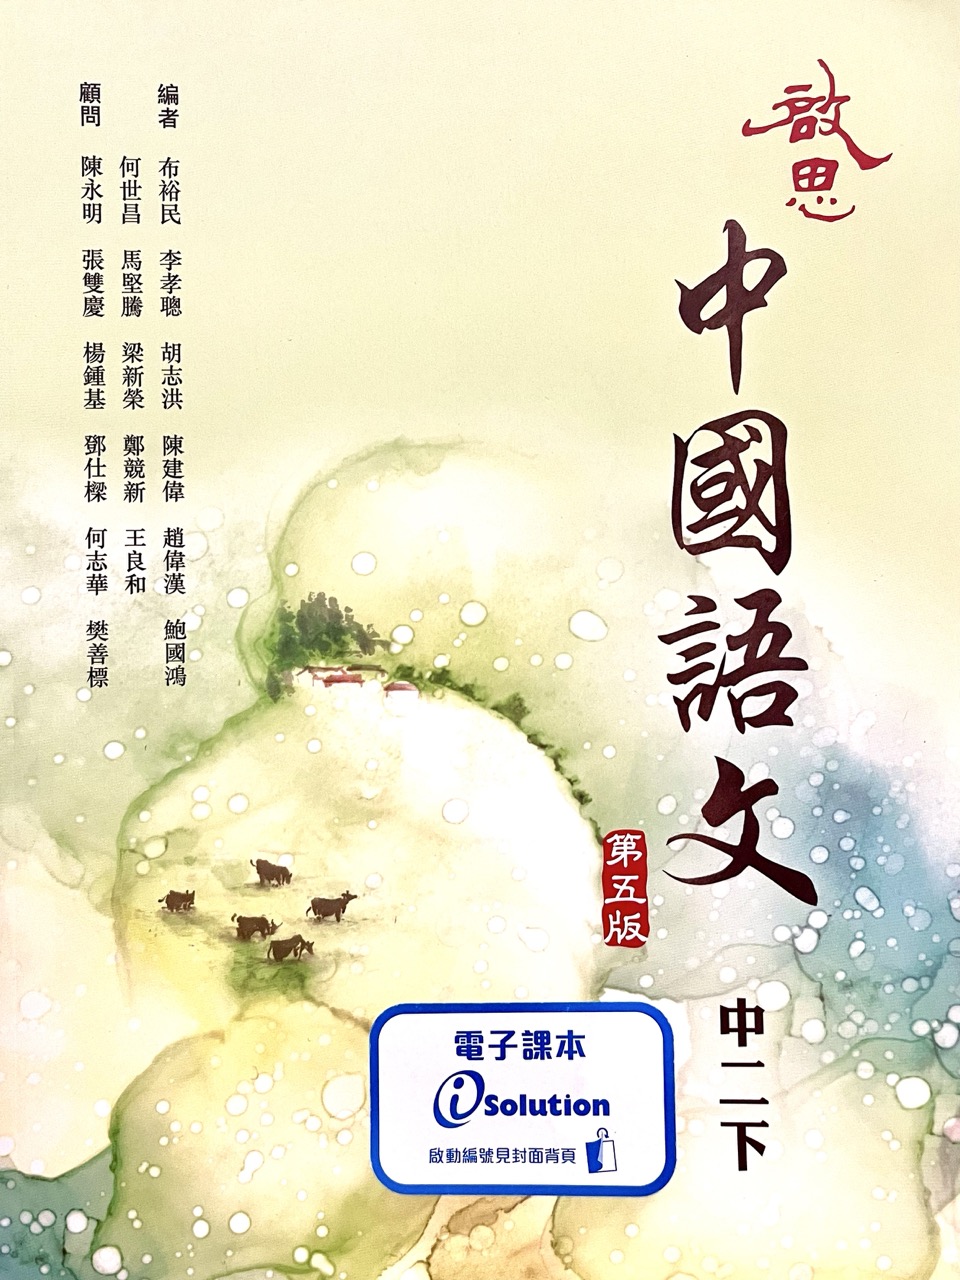 啟思
中國語文
第五版
中二下
編者 布裕民 李孝聰 胡志洪 陳建偉 趙偉漢 鮑國鴻
何世昌 馬堅騰 梁新榮 鄭競新 王良和
顧問 陳永明 張雙慶 楊鍾基 鄧仕樑 何志華 樊善標
電子課本
iSolution
啟動編號見封面背頁